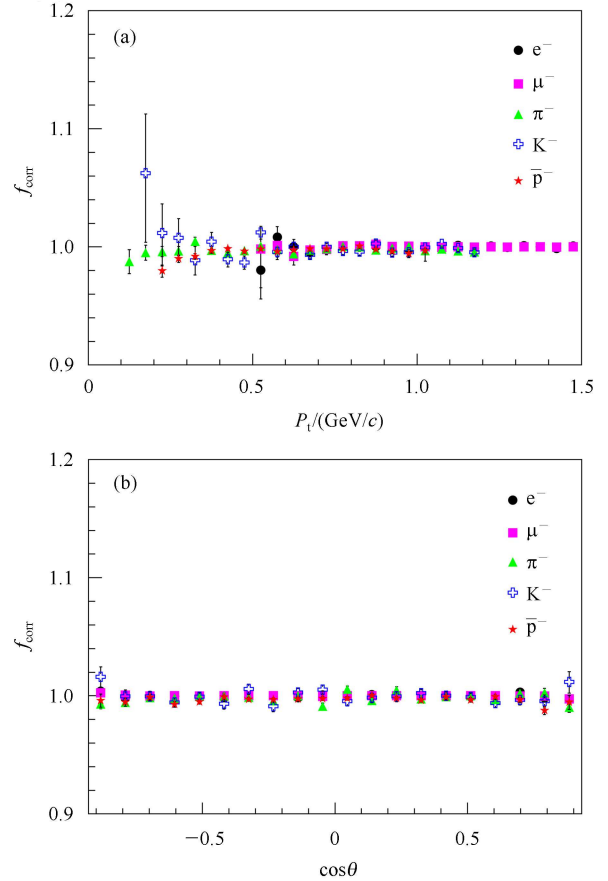 1.2
(a)
e⁻
μ⁻
π⁻
K⁻
p̅⁻
1.1
f_corr
1.0
0.9
0
0.5
1.0
1.5
P_t/(GeV/c)
1.2
(b)
e⁻
μ⁻
π⁻
K⁻
p̅⁻
1.1
f_corr
1.0
0.9
−0.5
0
0.5
cosθ